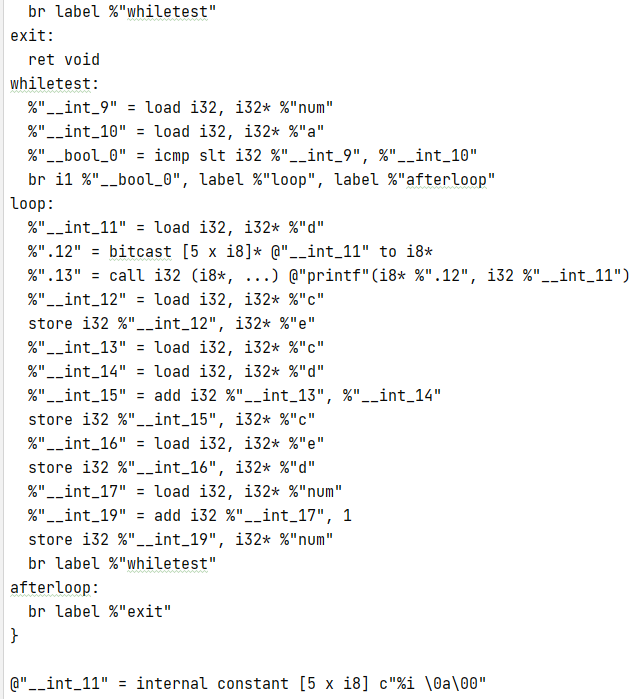 br label %"whiletest"
exit:
ret void
whiletest:
%"__int_9" = load i32, i32* %"num"
%"__int_10" = load i32, i32* %"a"
%"__bool_0" = icmp slt i32 %"__int_9", %"__int_10"
br i1 %"__bool_0", label %"loop", label %"afterloop"
loop:
%"__int_11" = load i32, i32* %"d"
%".12" = bitcast [5 x i8]* @"__int_11" to i8*
%".13" = call i32 (i8*, ...) @"printf"(i8* %".12", i32 %"__int_11")
%"__int_12" = load i32, i32* %"c"
store i32 %"__int_12", i32* %"e"
%"__int_13" = load i32, i32* %"c"
%"__int_14" = load i32, i32* %"d"
%"__int_15" = add i32 %"__int_13", %"__int_14"
store i32 %"__int_15", i32* %"c"
%"__int_16" = load i32, i32* %"e"
store i32 %"__int_16", i32* %"d"
%"__int_17" = load i32, i32* %"num"
%"__int_19" = add i32 %"__int_17", 1
store i32 %"__int_19", i32* %"num"
br label %"whiletest"
afterloop:
br label %"exit"
}
@"__int_11" = internal constant [5 x i8] c"%i \0a\00"